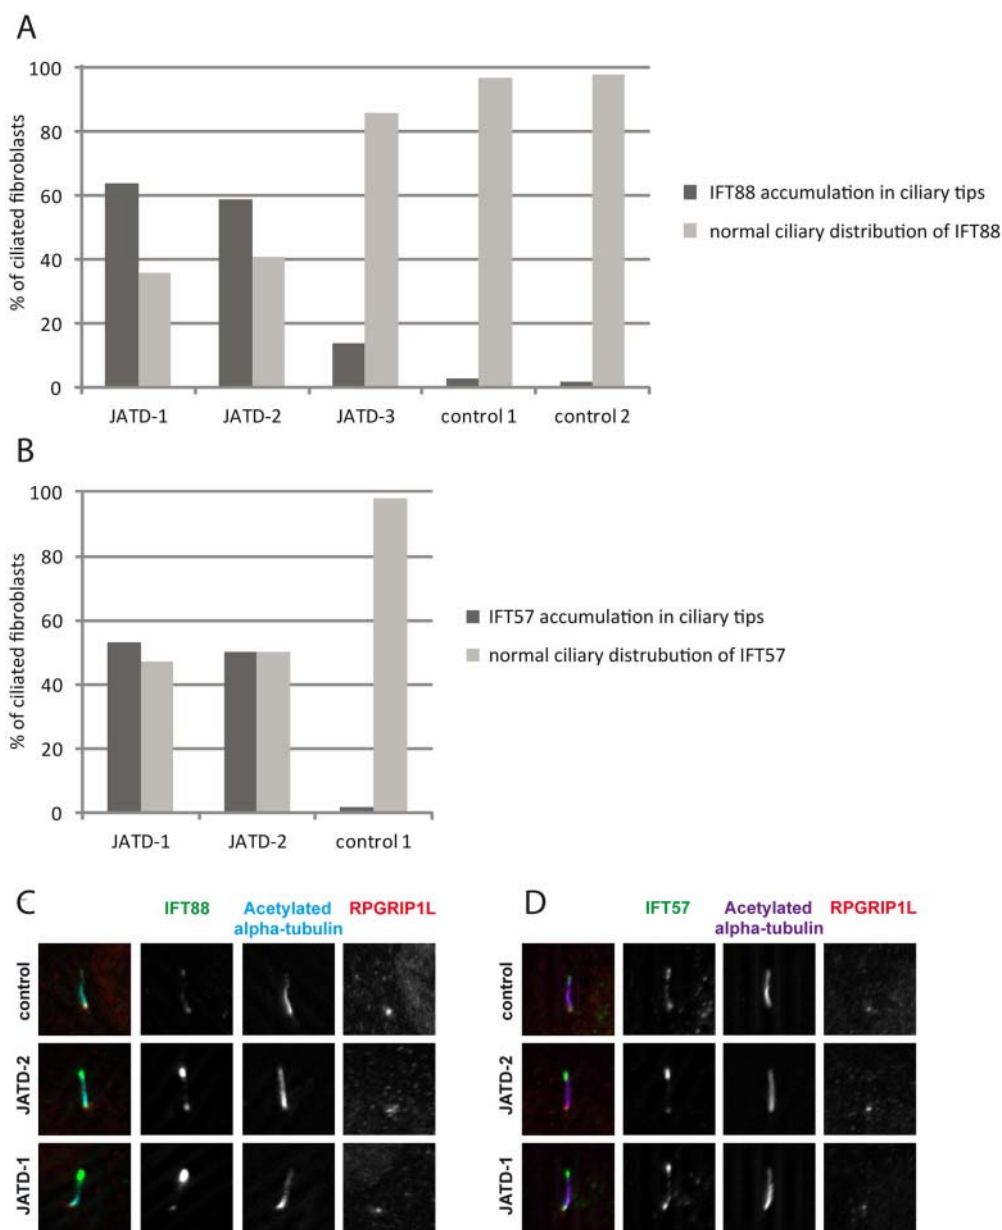 A
100
80
60
40
20
0
% of ciliated fibroblasts
JATD-1 JATD-2 JATD-3 control 1 control 2
IFT88 accumulation in ciliary tips
normal ciliary distribution of IFT88
B
100
80
60
40
20
0
% of ciliated fibroblasts
JATD-1 JATD-2 control 1
IFT57 accumulation in ciliary tips
normal ciliary distrubution of IFT57
C
IFT88 Acetylated RPGRIP1L
alpha-tubulin
control
JATD-2
JATD-1
D
IFT57 Acetylated RPGRIP1L
alpha-tubulin
control
JATD-2
JATD-1